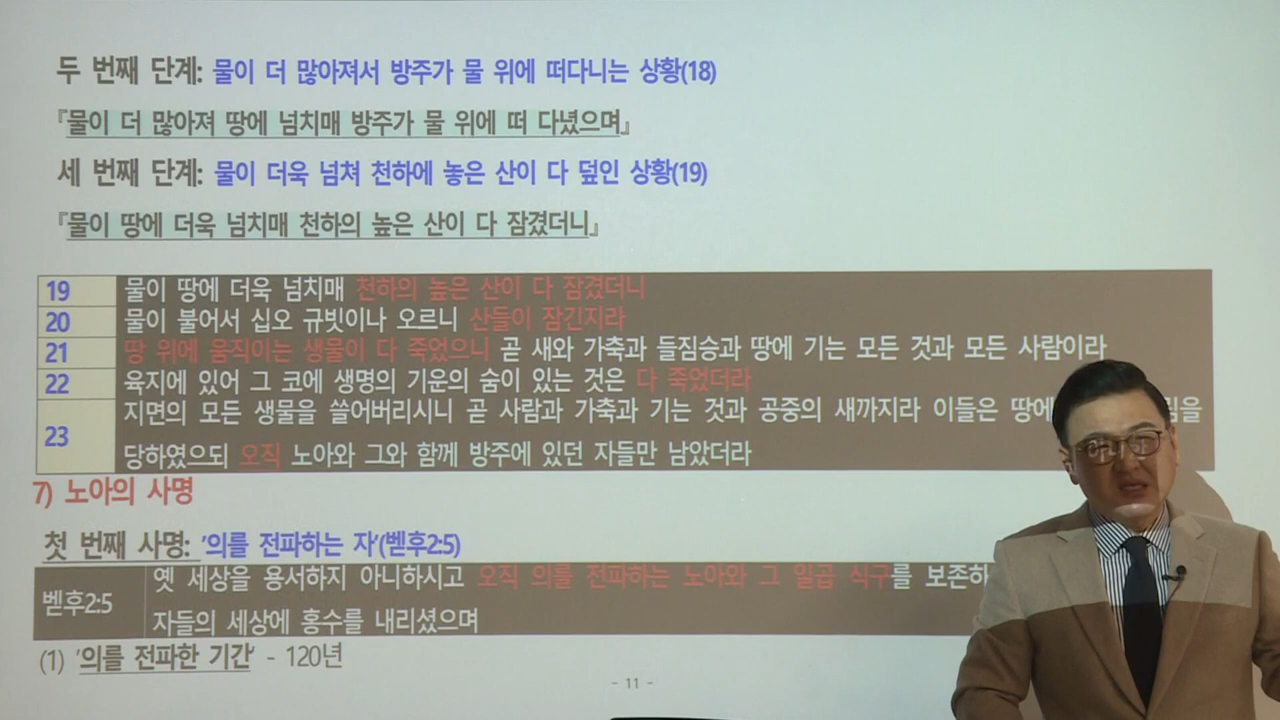 두 번째 단계: 물이 더 많아져서 방주가 물 위에 떠다니는 상황(18)
『물이 더 많아져 땅에 넘치매 방주가 물 위에 떠 다녔으며』
세 번째 단계: 물이 더욱 넘쳐 천하에 놓은 산이 다 덮인 상황(19)
『물이 땅에 더욱 넘치매 천하의 높은 산이 다 잠겼더니』
19 물이 땅에 더욱 넘치매 천하의 높은 산이 다 잠겼더니
20 물이 불어서 십오 규빗이나 오르니 산들이 잠긴지라
21 땅 위에 움직이는 생물이 다 죽었으니 곧 새와 가축과 들짐승과 땅에 기는 모든 것과 모든 사람이라
22 육지에 있어 그 코에 생명의 기운의 숨이 있는 것은 다 죽었더라
23 지면의 모든 생물을 쓸어버리시니 곧 사람과 가축과 기는 것과 공중의 새까지라 이들은 땅에
당하였으되 오직 노아와 그와 함께 방주에 있던 자들만 남았더라
7) 노아의 사명
첫 번째 사명: '의를 전파하는 자'(벧후2:5)
벧후2:5 옛 세상을 용서하지 아니하시고 오직 의를 전파하는 노아와 그 일곱 식구를 보존하
자들의 세상에 홍수를 내리셨으며
(1) '의를 전파한 기간' - 120년
- 11 -